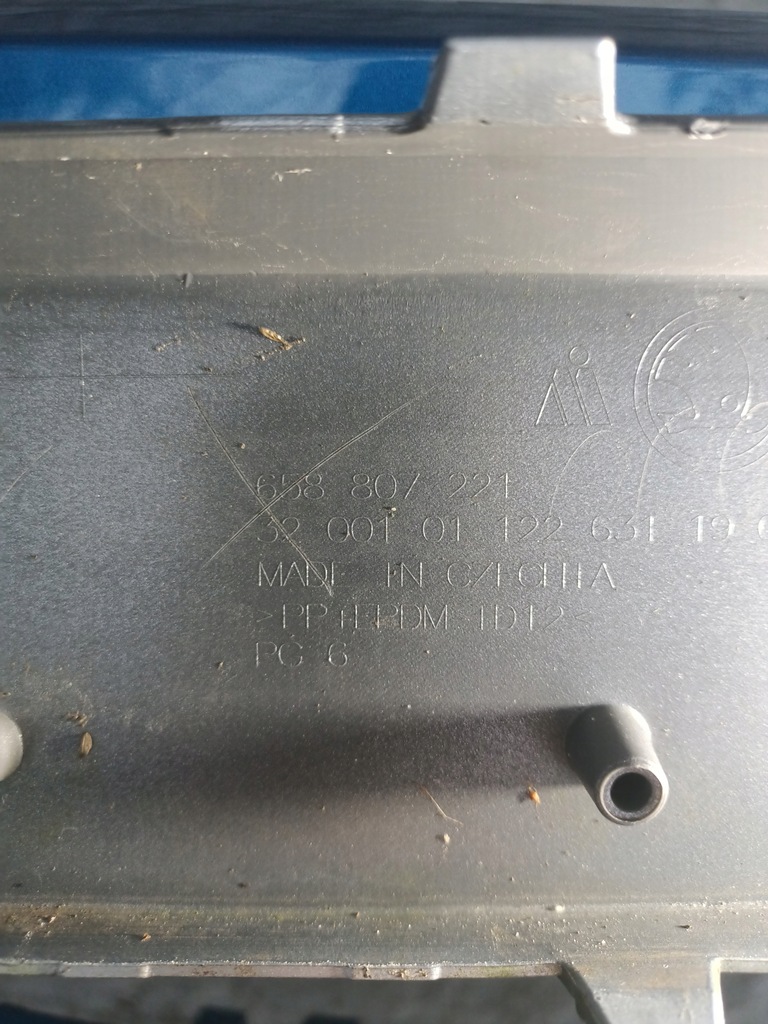 658 807 221
32 001 01 122 631 19
MADE IN CZECHIA
>PP+EPDM-TD12<
PG 6